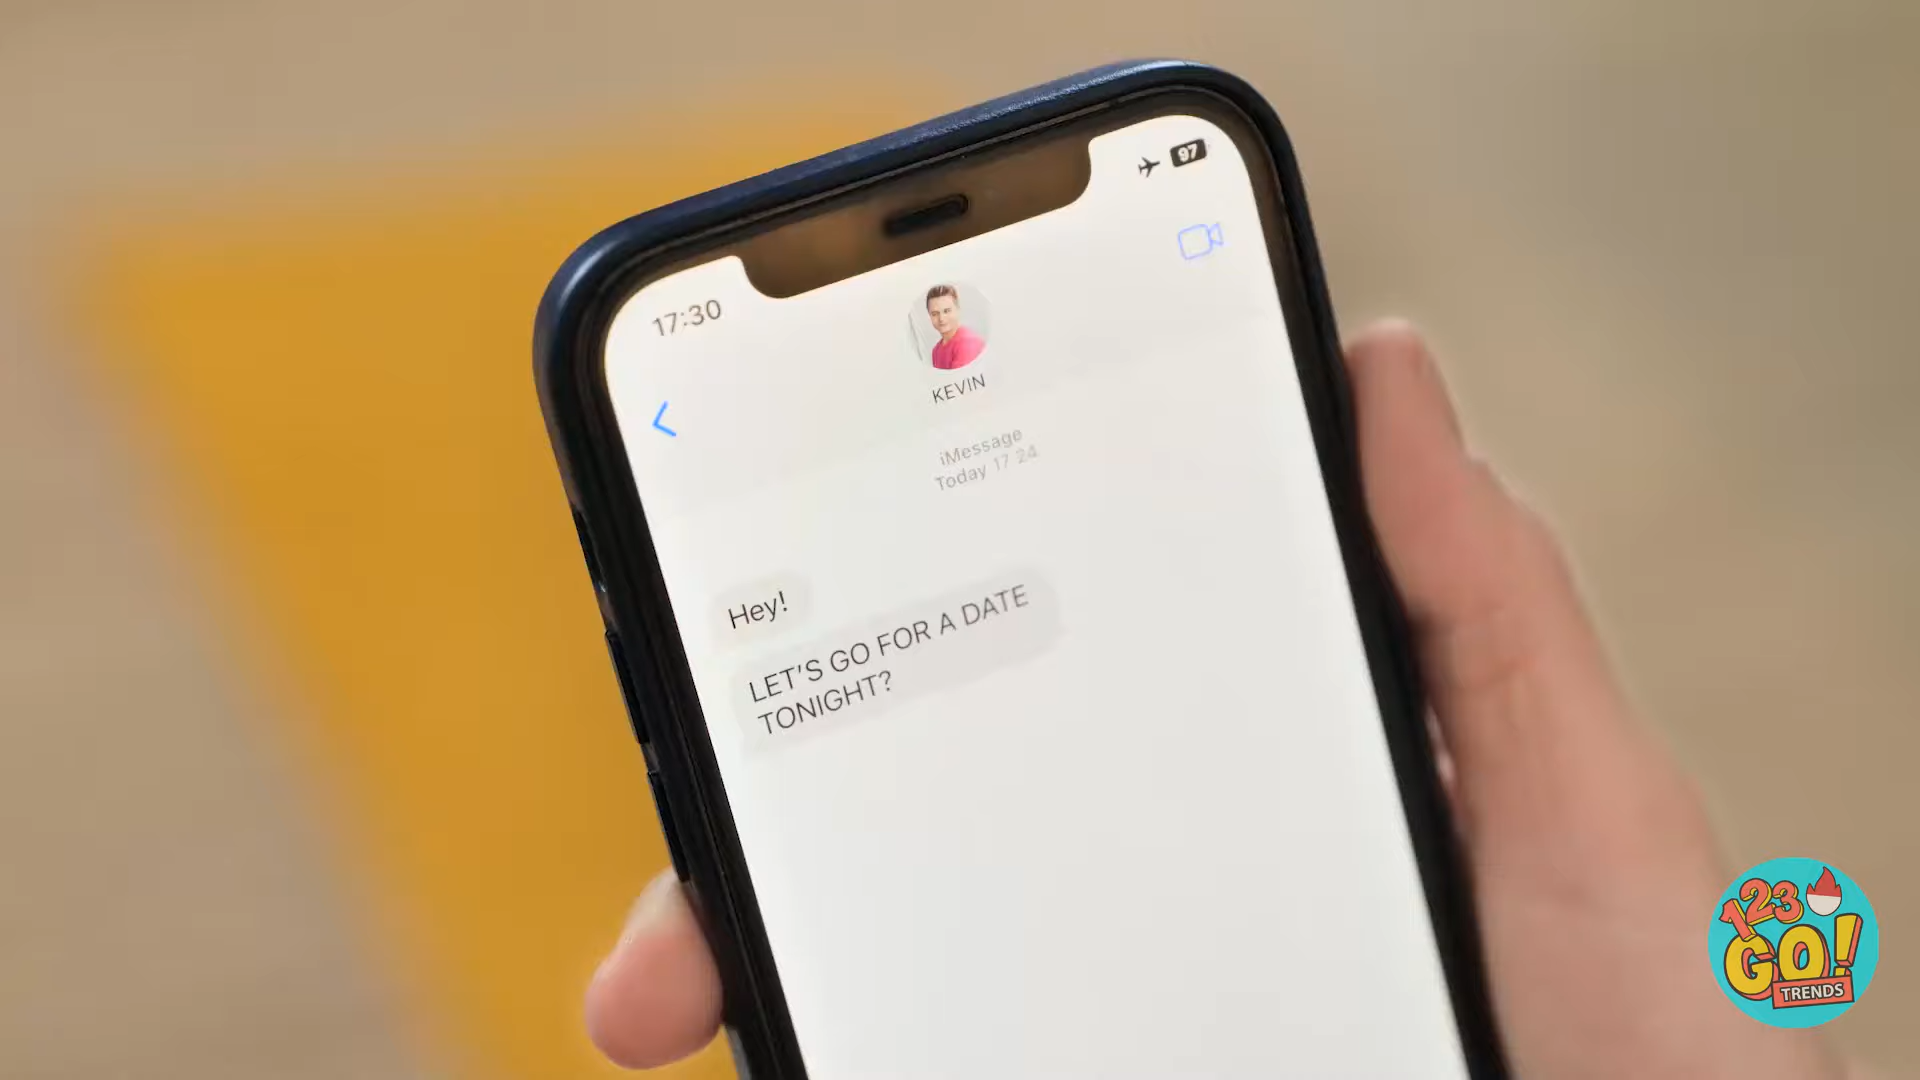 97
17:30
KEVIN
iMessage
Today 17 24
Hey!
LET'S GO FOR A DATE
TONIGHT?
123
GO!
TRENDS